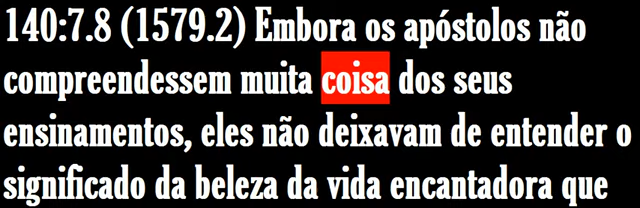 140:7.8 (1579.2) Embora os apóstolos não
compreendessem muita coisa dos seus
ensinamentos, eles não deixavam de entender o
significado da beleza da vida encantadora que